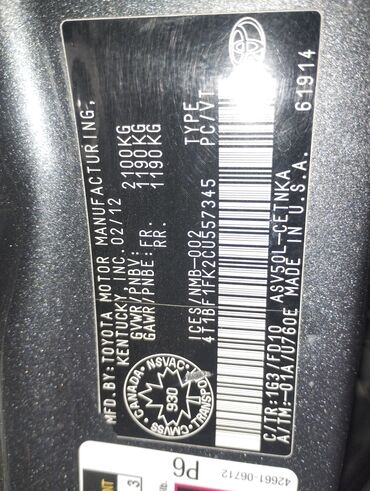 MFD.BY: TOYOTA MOTOR MANUFACTURING,
KENTUCKY, INC. 02/12
GVWR/PNBV: 2100KG
GAWR/PNBE: FR. 1190KG
RR. 1190KG
ICES/NMB-002 TYPE
4T1BF1FK2CU557345 PC/VT
C/TR:1G3/FD10 ASV50L-CETNKA
A/TM:-01A/U760E MADE IN U.S.A. 61914
CANADA
NSVAC
930
CMVSS
TRANSPORT
42661-06712
P6